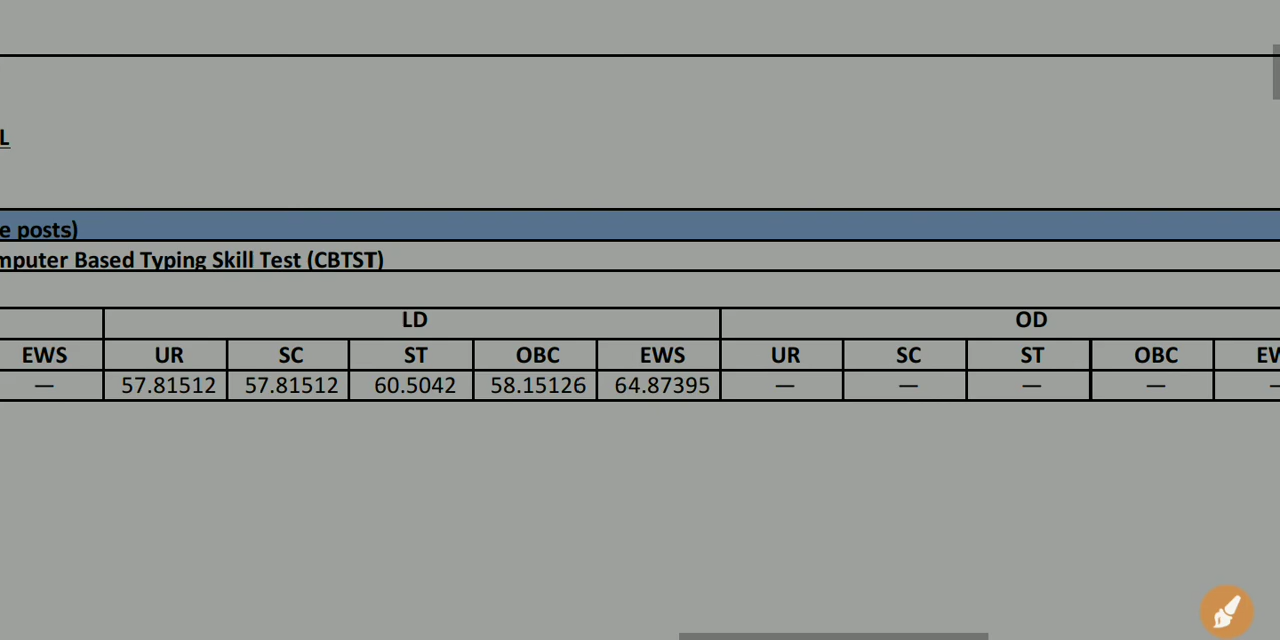 L
e posts)
mputer Based Typing Skill Test (CBTST)
LD OD
EWS UR SC ST OBC EWS UR SC ST OBC EW
— 57.81512 57.81512 60.5042 58.15126 64.87395 — — — — —